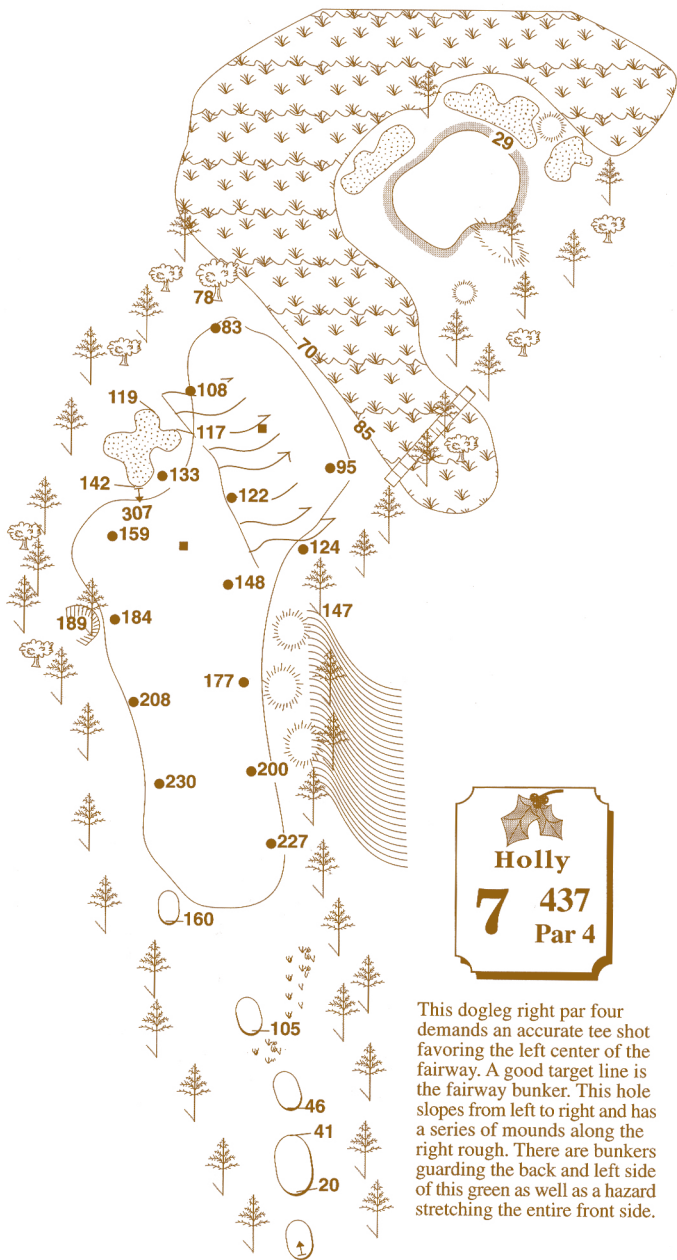 29
78
83
70
108
119
117
85
95
133
142
122
307
159
124
148
147
184
189
177
208
200
230
227
160
Holly
7 437
Par 4
105
46
41
20
This dogleg right par four
demands an accurate tee shot
favoring the left center of the
fairway. A good target line is
the fairway bunker. This hole
slopes from left to right and has
a series of mounds along the
right rough. There are bunkers
guarding the back and left side
of this green as well as a hazard
stretching the entire front side.